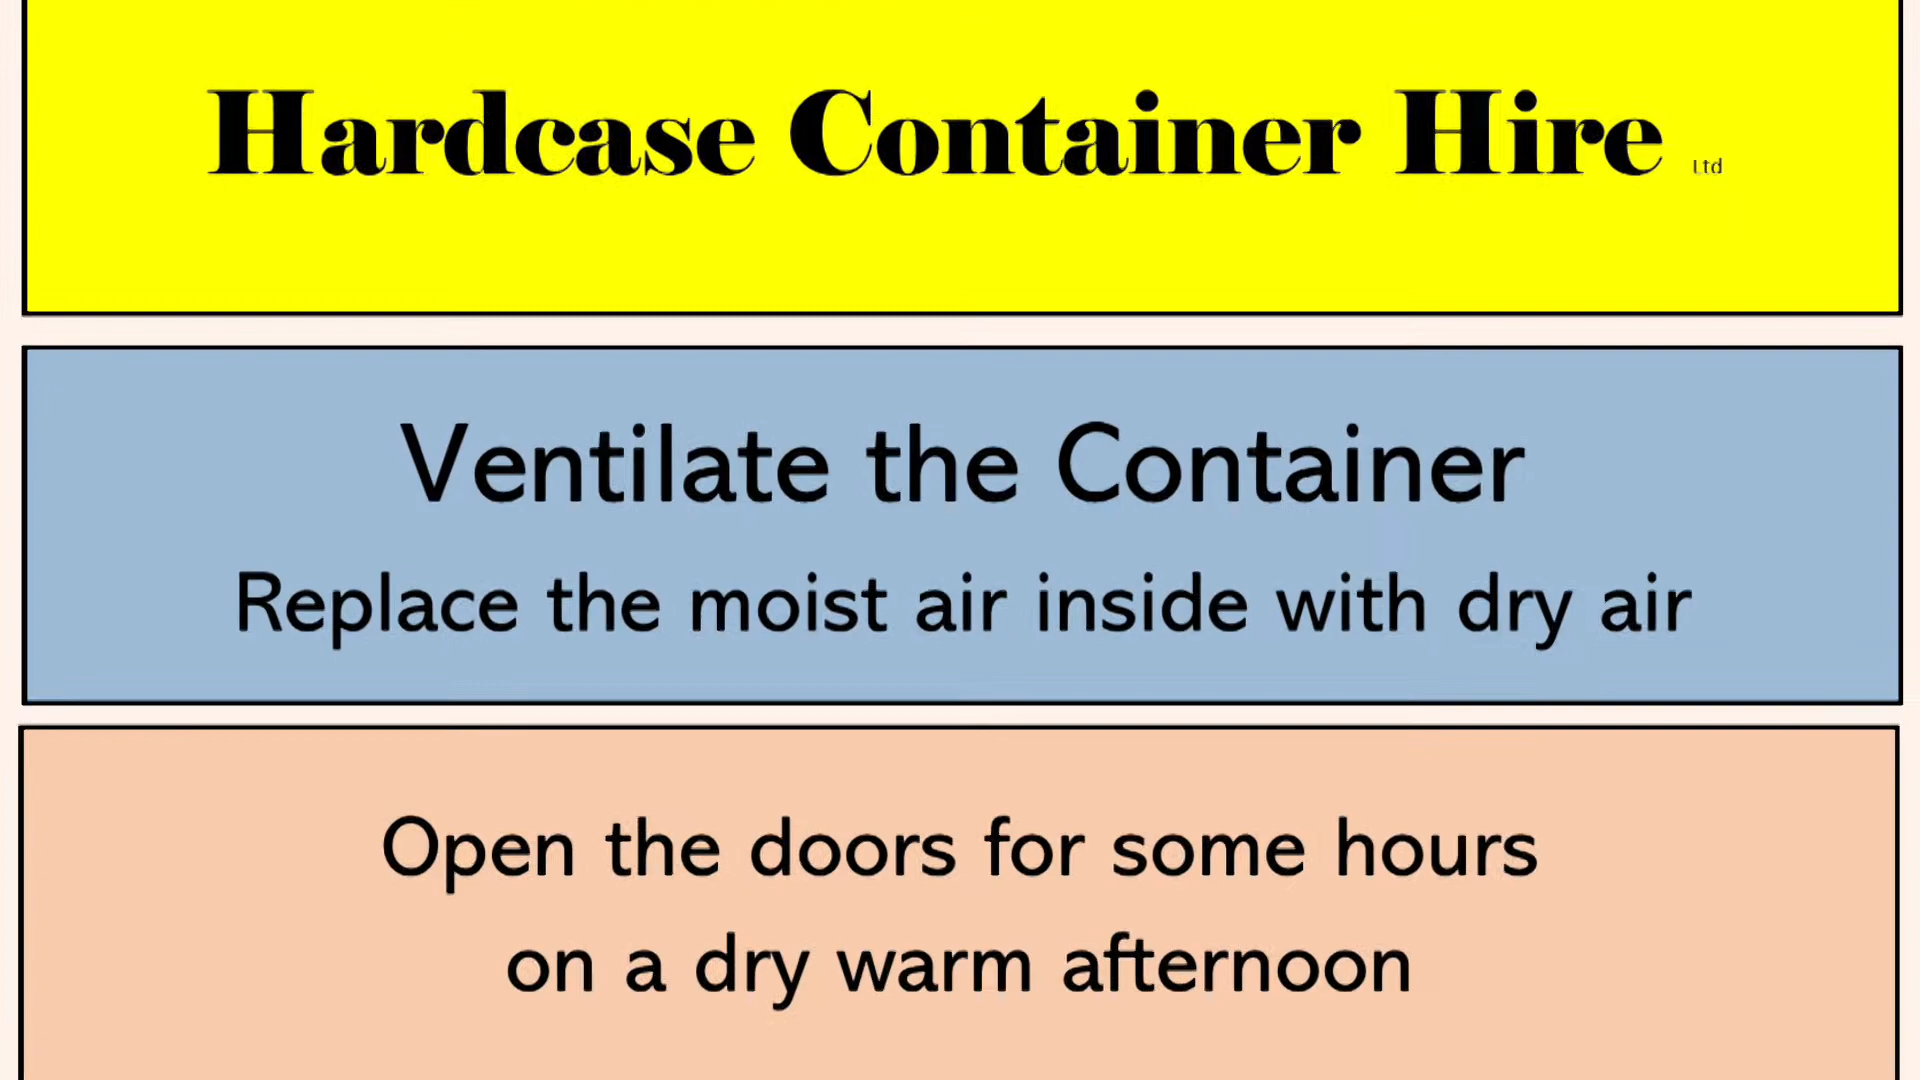 Hardcase Container Hire Ltd
Ventilate the Container
Replace the moist air inside with dry air
Open the doors for some hours
on a dry warm afternoon